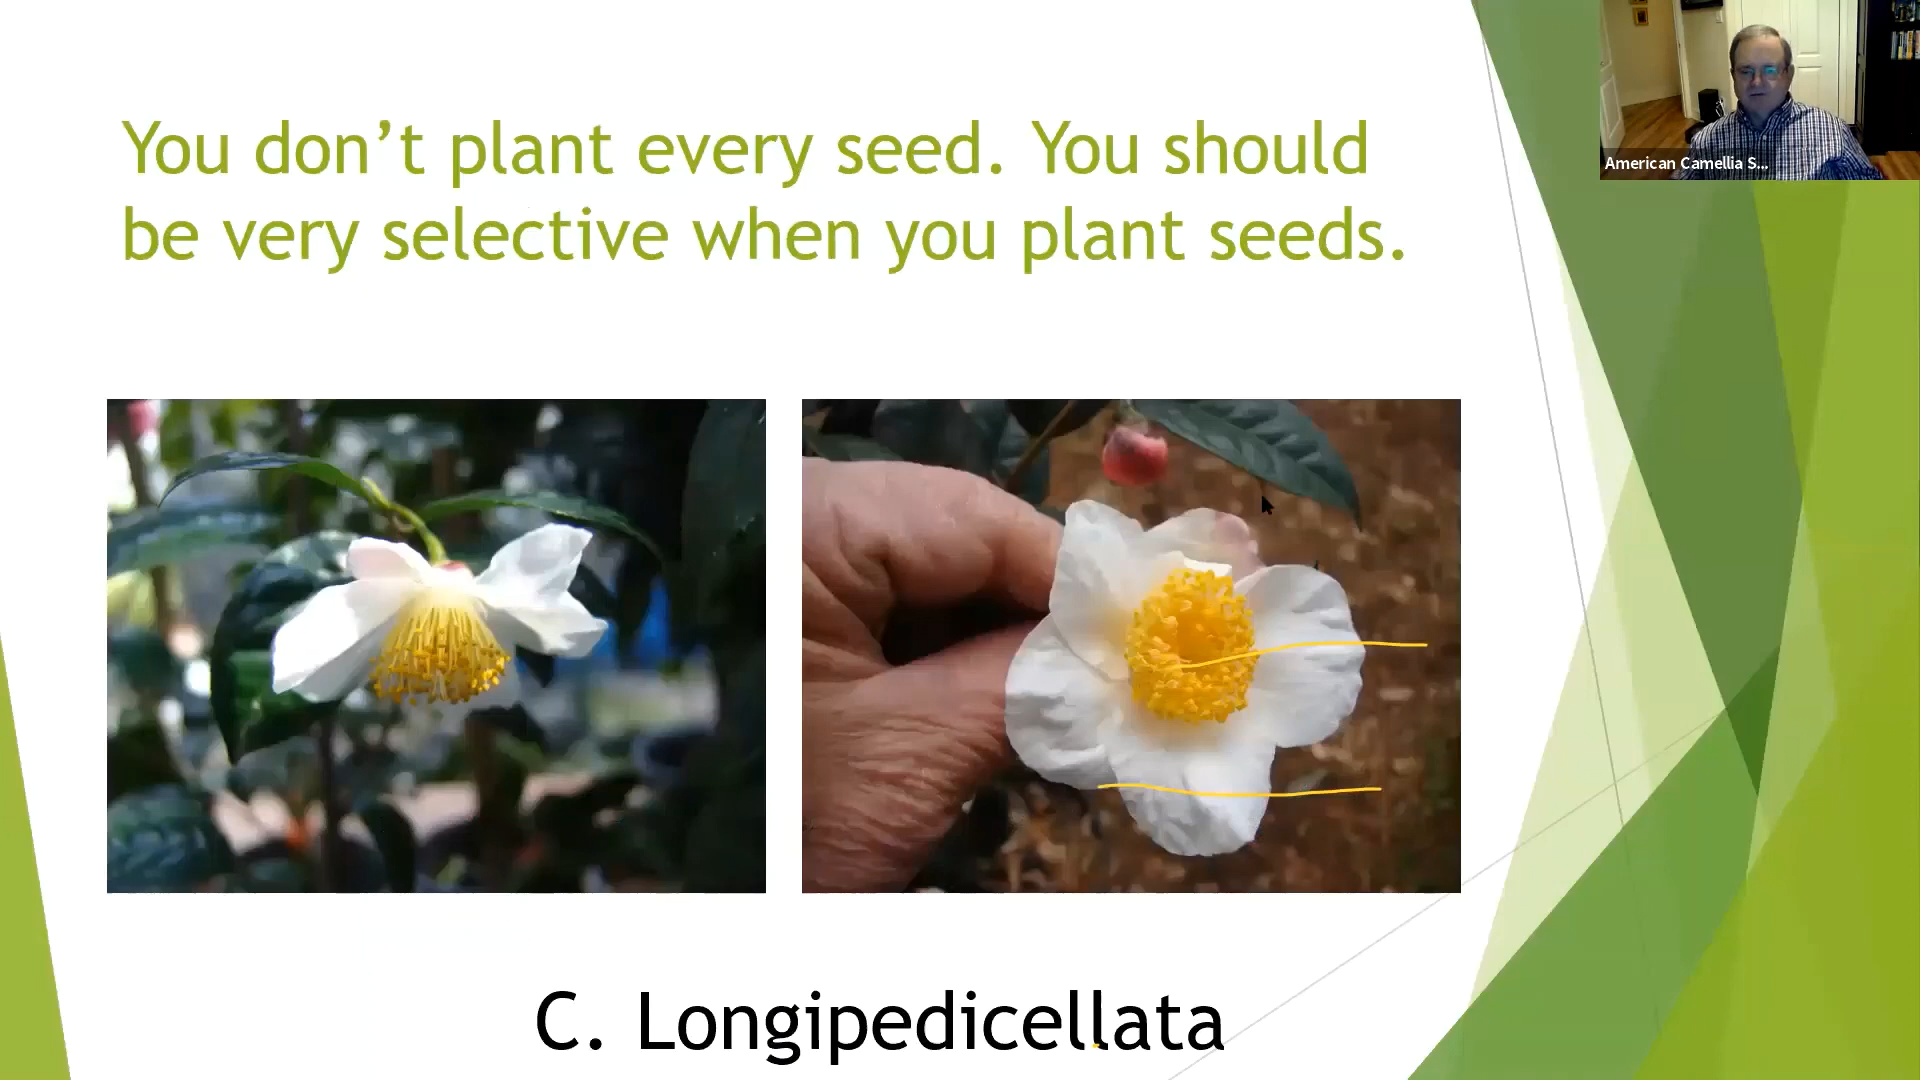 You don’t plant every seed. You should
be very selective when you plant seeds.
American Camellia S...
C. Longipedicellata